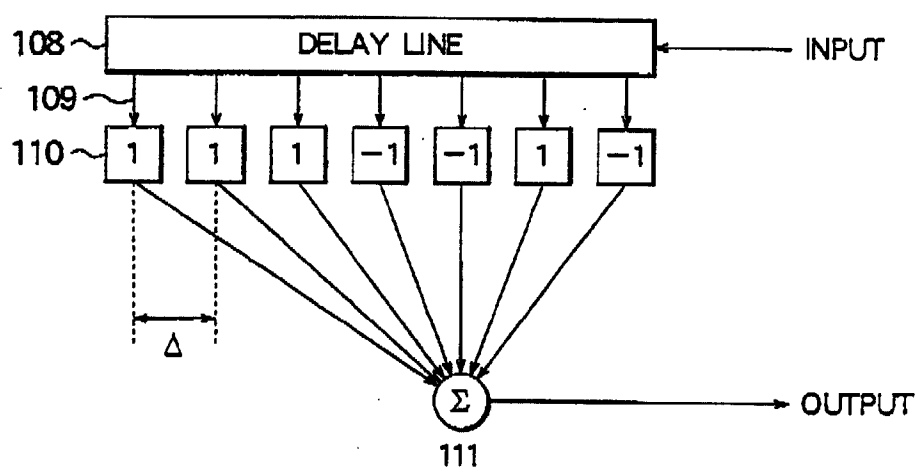 108 DELAY LINE INPUT
109
110 1 1 1 -1 -1 1 -1
Δ
Σ OUTPUT
111